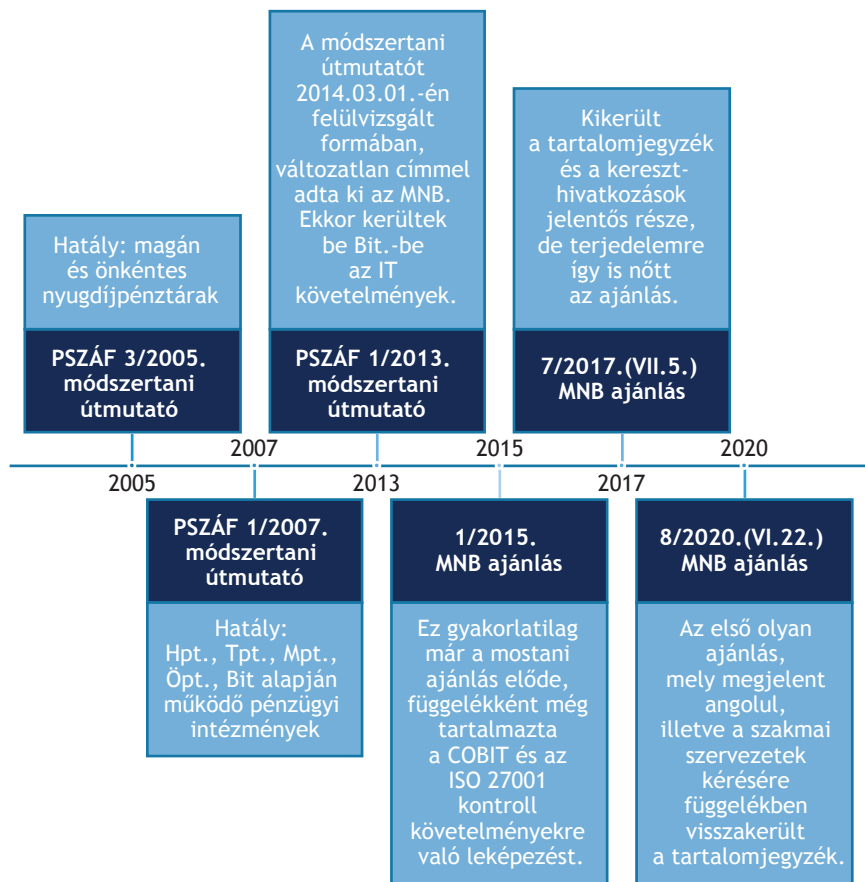 Hatály: magán
és önkéntes
nyugdíjpénztárak
PSZÁF 3/2005.
módszertani
útmutató
A módszertani
útmutatót
2014.03.01.-én
felülvizsgált
formában,
változatlan címmel
adta ki az MNB.
Ekkor kerültek
be Bit.-be
az IT
követelmények.
PSZÁF 1/2013.
módszertani
útmutató
Kikerült
a tartalomjegyzék
és a kereszt-
hivatkozások
jelentős része,
de terjedelemre
így is nőtt
az ajánlás.
7/2017.(VII.5.)
MNB ajánlás
2007
2015
2020
2005
2013
2017
PSZÁF 1/2007.
módszertani
útmutató
Hatály:
Hpt., Tpt., Mpt.,
Öpt., Bit alapján
működő pénzügyi
intézmények
1/2015.
MNB ajánlás
Ez gyakorlatilag
már a mostani
ajánlás elődе,
függelékként még
tartalmazta
a COBIT és az
ISO 27001
kontroll
követelményekre
való leképezést.
8/2020.(VI.22.)
MNB ajánlás
Az első olyan
ajánlás,
mely megjelent
angolul,
illetve a szakmai
szervezetek
kérésére
függelékben
visszakerült
a tartalomjegyzék.